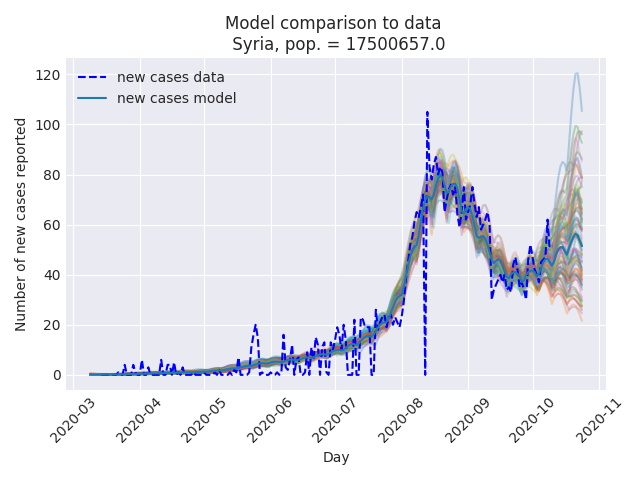 Model comparison to data
Syria, pop. = 17500657.0
new cases data
new cases model
Number of new cases reported
120
100
80
60
40
20
0
2020-03
2020-04
2020-05
2020-06
2020-07
2020-08
2020-09
2020-10
2020-11
Day